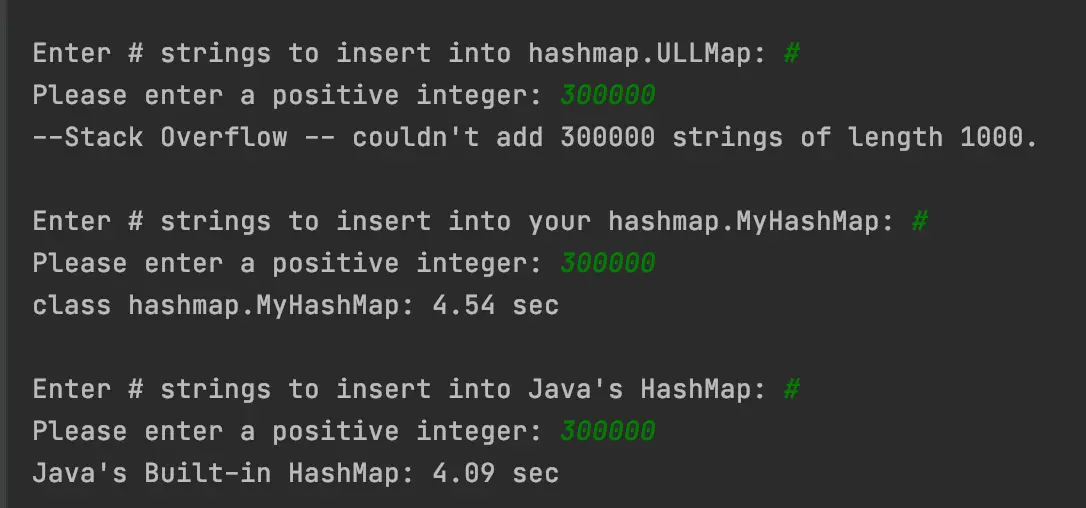 Enter # strings to insert into hashmap.ULLMap: #
Please enter a positive integer: 300000
--Stack Overflow -- couldn't add 300000 strings of length 1000.
Enter # strings to insert into your hashmap.MyHashMap: #
Please enter a positive integer: 300000
class hashmap.MyHashMap: 4.54 sec
Enter # strings to insert into Java's HashMap: #
Please enter a positive integer: 300000
Java's Built-in HashMap: 4.09 sec